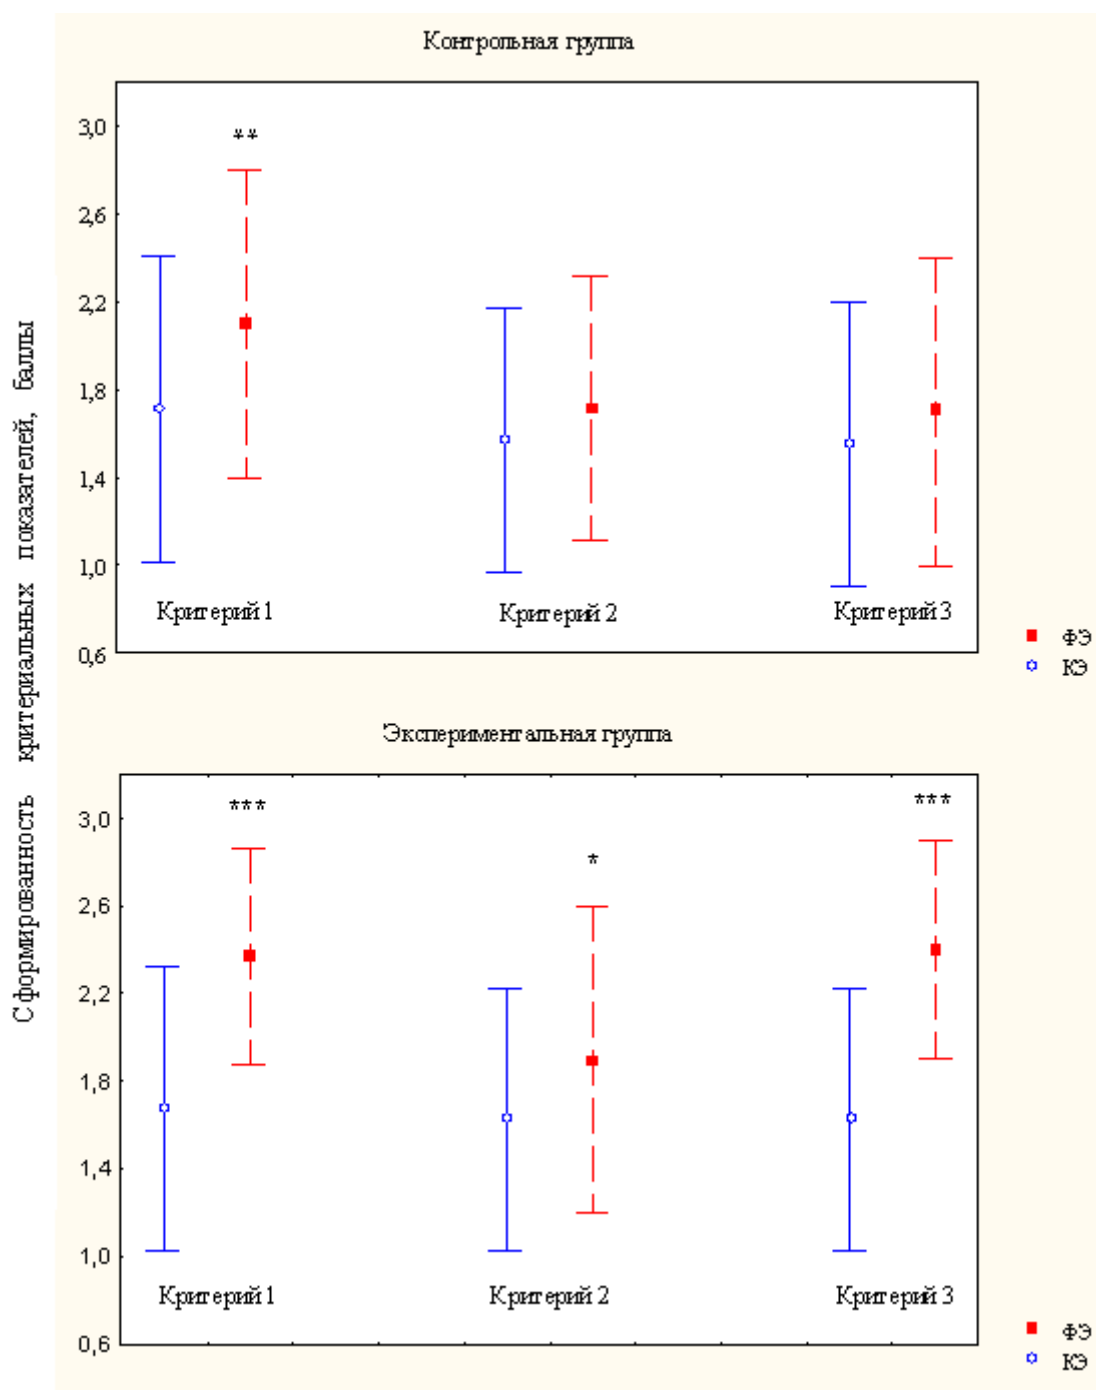 Контрольная группа
3,0
**
2,6
2,2
1,8
1,4
1,0
Критерий 1
Критерий 2
Критерий 3
0,6
ФЭ
КЭ
Сформированность критериальных показателей, баллы
Экспериментальная группа
3,0
***
*
***
2,6
2,2
1,8
1,4
1,0
Критерий 1
Критерий 2
Критерий 3
0,6
ФЭ
КЭ